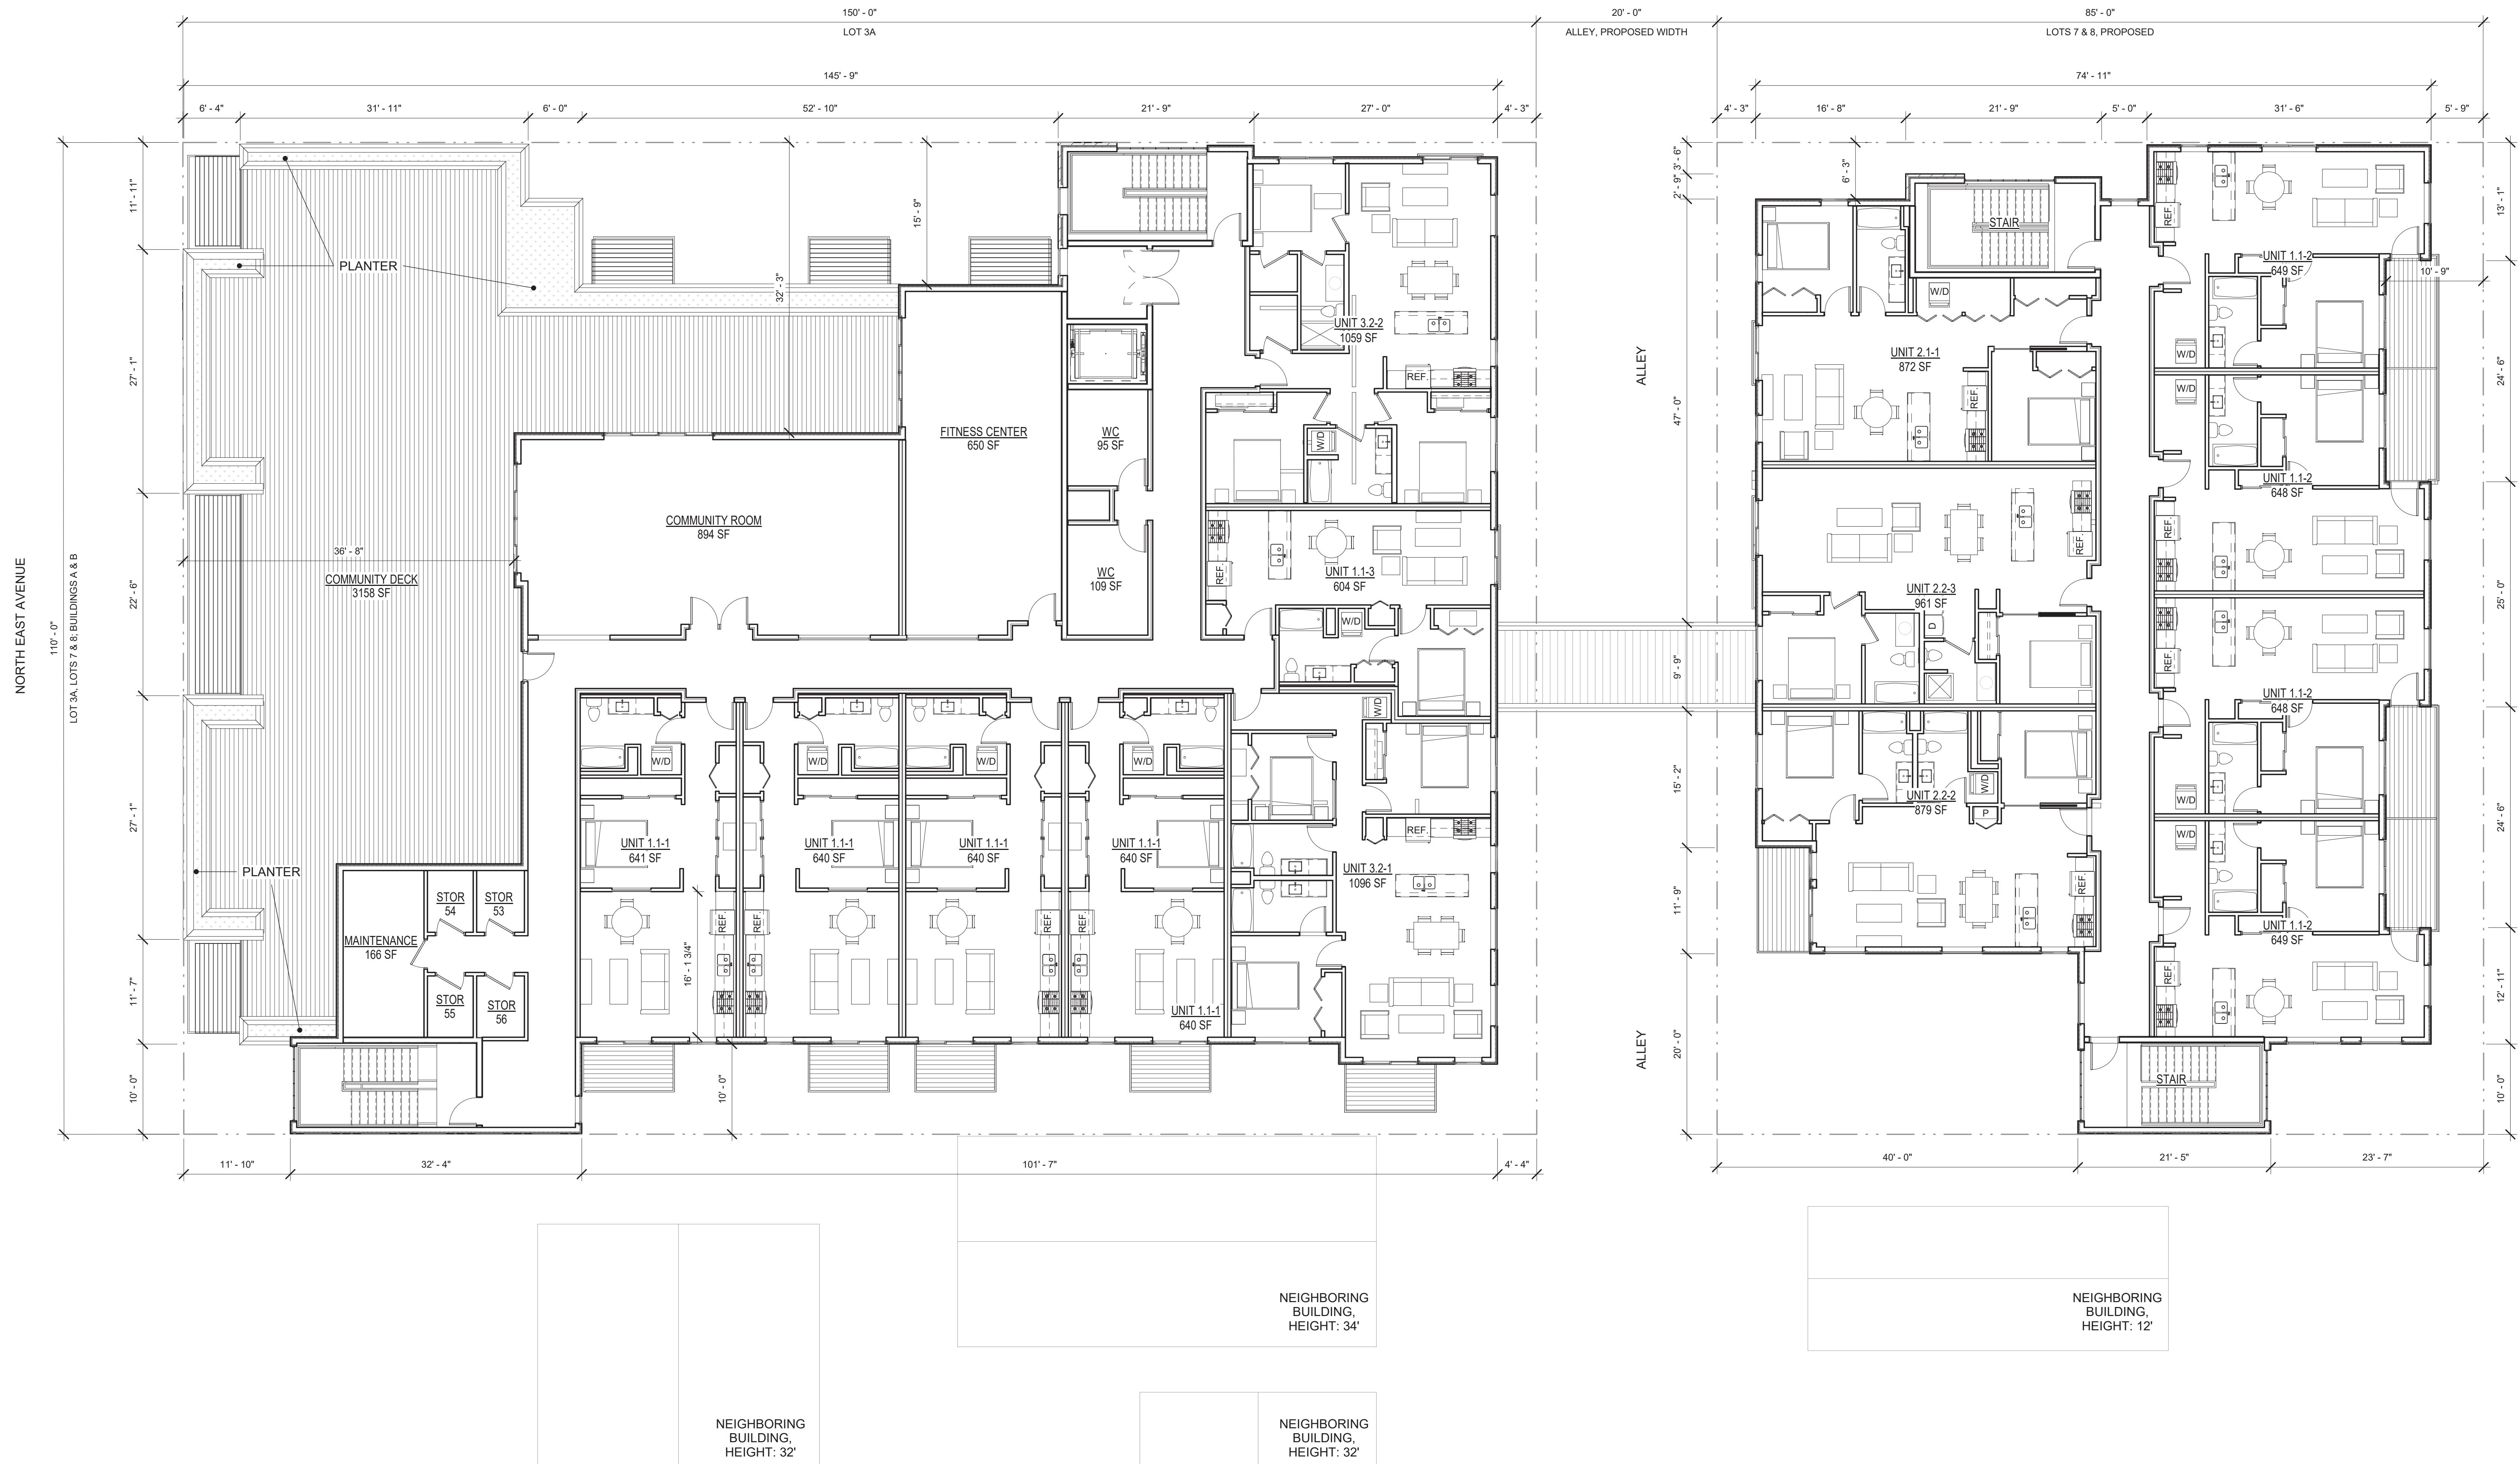 150' - 0"
20' - 0"
85' - 0"
LOT 3A
ALLEY, PROPOSED WIDTH
LOTS 7 & 8, PROPOSED
145' - 9"
74' - 11"
6' - 4"
31' - 11"
6' - 0"
52' - 10"
21' - 9"
27' - 0"
4' - 3"
4' - 3"
16' - 8"
21' - 9"
5' - 0"
31' - 6"
5' - 9"
NORTH EAST AVENUE
110' - 0"
LOT 3A, LOTS 7 & 8; BUILDINGS A & B
11' - 11"
27' - 1"
22' - 6"
27' - 1"
11' - 7"
10' - 0"
PLANTER
36' - 8"
COMMUNITY DECK
3158 SF
PLANTER
32' - 3"
15' - 9"
COMMUNITY ROOM
894 SF
FITNESS CENTER
650 SF
WC
95 SF
WC
109 SF
UNIT 3.2-2
1059 SF
REF.
W/D
UNIT 1.1-3
604 SF
REF.
W/D
MAINTENANCE
166 SF
STOR
54
STOR
53
STOR
55
STOR
56
W/D
W/D
W/D
W/D
UNIT 1.1-1
641 SF
UNIT 1.1-1
640 SF
UNIT 1.1-1
640 SF
UNIT 1.1-1
640 SF
UNIT 1.1-1
640 SF
REF.
REF.
REF.
REF.
16' - 1 3/4"
10' - 0"
W/D
REF.
UNIT 3.2-1
1096 SF
ALLEY
ALLEY
3' - 6"
2' - 9"
47' - 0"
9' - 9"
15' - 2"
11' - 9"
20' - 0"
6' - 3"
STAIR
W/D
UNIT 2.1-1
872 SF
REF.
REF.
UNIT 2.2-3
961 SF
D
W/D
UNIT 2.2-2
879 SF
P
REF.
REF.
UNIT 1.1-2
649 SF
10' - 9"
W/D
W/D
UNIT 1.1-2
648 SF
REF.
REF.
UNIT 1.1-2
648 SF
W/D
W/D
UNIT 1.1-2
649 SF
REF.
STAIR
13' - 1"
24' - 6"
25' - 0"
24' - 6"
12' - 11"
10' - 0"
11' - 10"
32' - 4"
101' - 7"
4' - 4"
40' - 0"
21' - 5"
23' - 7"
NEIGHBORING
BUILDING,
HEIGHT: 34'
NEIGHBORING
BUILDING,
HEIGHT: 12'
NEIGHBORING
BUILDING,
HEIGHT: 32'
NEIGHBORING
BUILDING,
HEIGHT: 32'